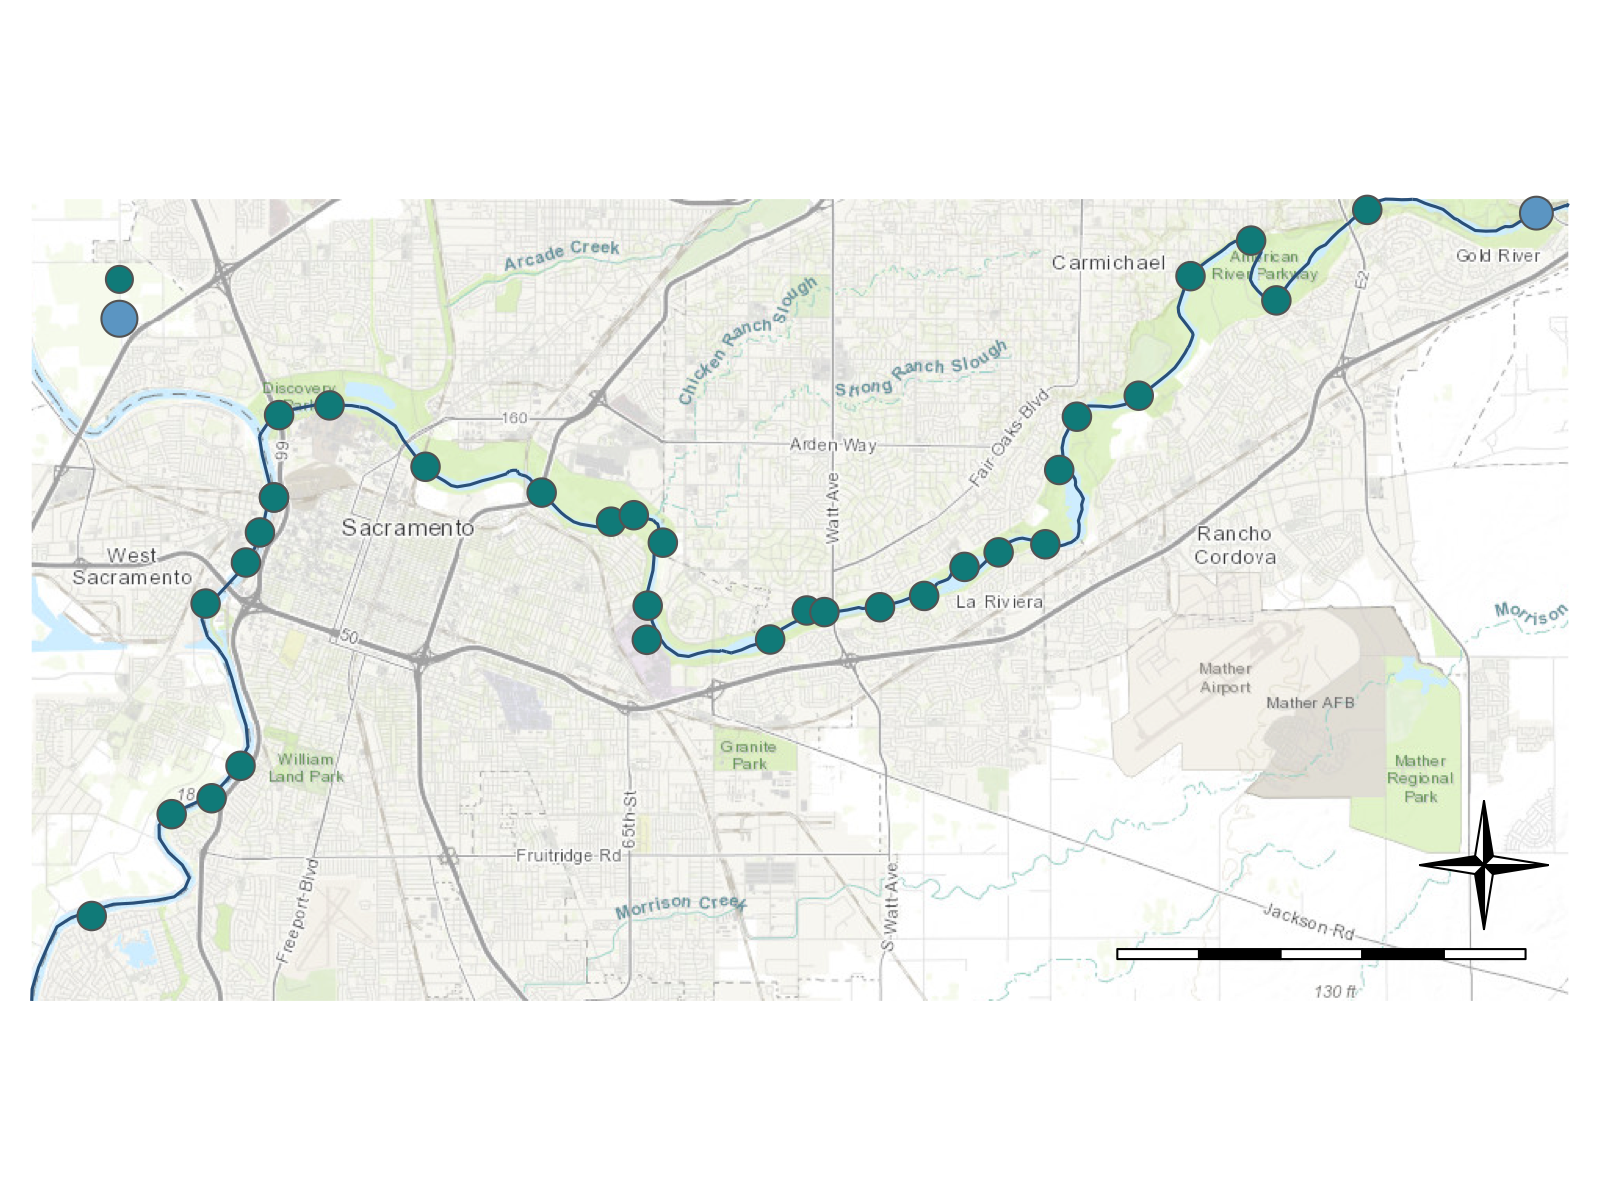 Arcade Creek
Carmichael
American
River Parkway
Gold River
E2
Chicken Ranch Slough
Strong Ranch Slough
Discovery
Park
160
Arden Way
Fair Oaks Blvd
99
Watt Ave
Sacramento
West
Sacramento
Rancho
Cordova
La Riviera
Morrison
50
Mather
Airport
Mather AFB
William
Land Park
Granite
Park
Mather
Regional
Park
18
65th St
Fruitridge Rd
Freeport Blvd
Morrison Creek
S Watt Ave
Jackson Rd
130 ft